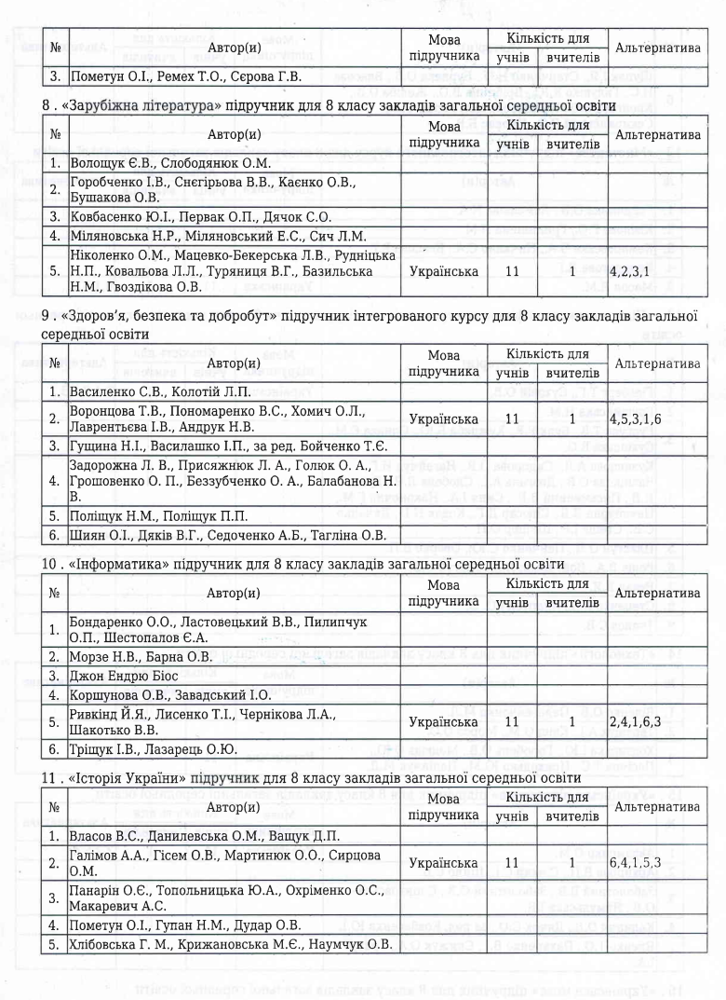 № Автор(и) Мова підручника Кількість для Альтернатива
учнів вчителів
3. Пометун О.І., Ремех Т.О., Сєрова Г.В.
8 . «Зарубіжна література» підручник для 8 класу закладів загальної середньої освіти
№ Автор(и) Мова підручника Кількість для Альтернатива
учнів вчителів
1. Волощук Є.В., Слободянюк О.М.
2. Горобченко І.В., Снєгірьова В.В., Каєнко О.В.,
Бушакова О.В.
3. Ковбасенко Ю.І., Первак О.П., Дячок С.О.
4. Міляновська Н.Р., Міляновський Е.С., Сич Л.М.
Ніколенко О.М., Мацевко-Бекерська Л.В., Рудніцька
5. Н.П., Ковальова Л.Л., Туряниця В.Г., Базильська Українська 11 1 4,2,3,1
Н.М., Гвоздікова О.В.
9 . «Здоров’я, безпека та добробут» підручник інтегрованого курсу для 8 класу закладів загальної
середньої освіти
№ Автор(и) Мова підручника Кількість для Альтернатива
учнів вчителів
1. Василенко С.В., Колотій Л.П.
2. Воронцова Т.В., Пономаренко В.С., Хомич О.Л., Українська 11 1 4,5,3,1,6
Лаврентьєва І.В., Андрук Н.В.
3. Гущина Н.І., Василашко І.П., за ред. Бойченко Т.Є.
Задорожна Л. В., Присяжнюк Л. А., Голюк О. А.,
4. Грошовенко О. П., Беззубченко О. А., Балабанова Н.
В.
5. Поліщук Н.М., Поліщук П.П.
6. Шиян О.І., Дяків В.Г., Седоченко А.Б., Тагліна О.В.
10 . «Інформатика» підручник для 8 класу закладів загальної середньої освіти
№ Автор(и) Мова підручника Кількість для Альтернатива
учнів вчителів
1. Бондаренко О.О., Ластовецький В.В., Пилипчук
О.П., Шестопалов Є.А.
2. Морзе Н.В., Барна О.В.
3. Джон Ендрю Біос
4. Коршунова О.В., Завадський І.О.
5. Ривкінд Й.Я., Лисенко Т.І., Чернікова Л.А., Українська 11 1 2,4,1,6,3
Шакотько В.В.
6. Тріщук І.В., Лазарець О.Ю.
11 . «Історія України» підручник для 8 класу закладів загальної середньої освіти
№ Автор(и) Мова підручника Кількість для Альтернатива
учнів вчителів
1. Власов В.С., Данилевська О.М., Ващук Д.П.
2. Галімов А.А., Гісем О.В., Мартинюк О.О., Сирцова Українська 11 1 6,4,1,5,3
О.М.
3. Панарін О.Є., Топольницька Ю.А., Охріменко О.С.,
Макаревич А.С.
4. Пометун О.І., Гупан Н.М., Дудар О.В.
5. Хлібовська Г. М., Крижановська М.Є., Наумчук О.В.